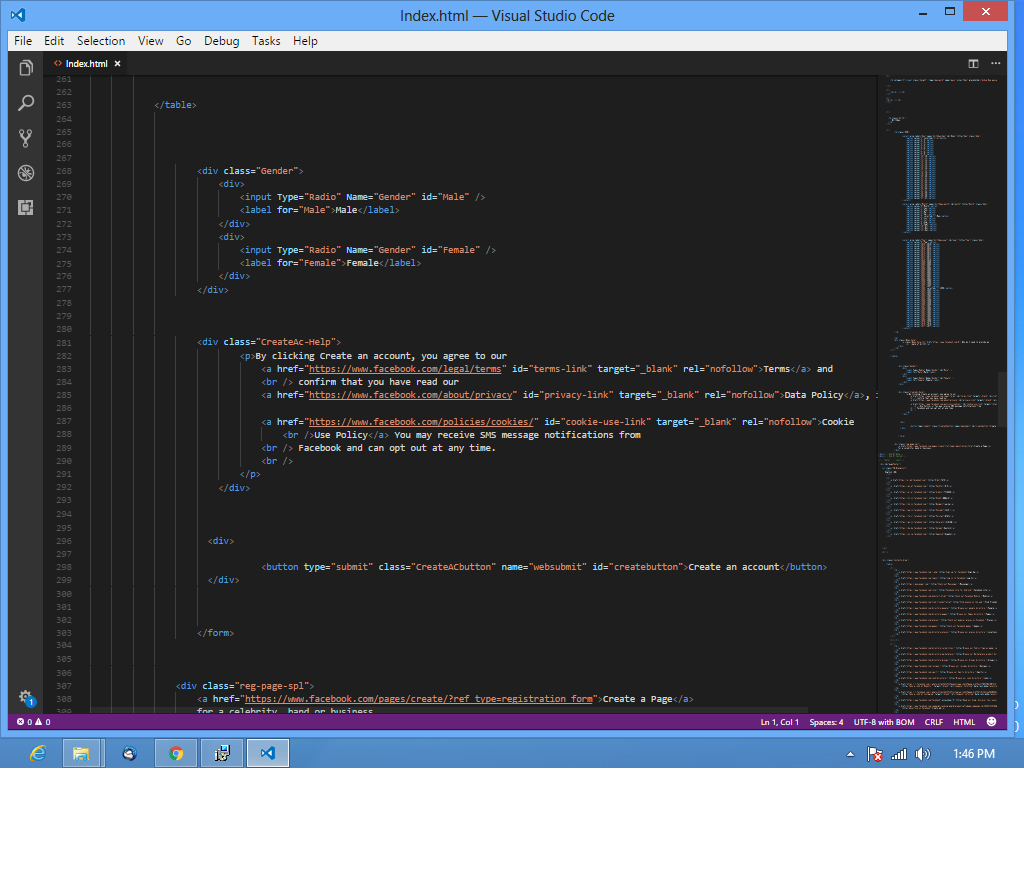 Index.html — Visual Studio Code
File Edit Selection View Go Debug Tasks Help
<> Index.html ×
261
262
263 </table>
264
265
266
267
268 <div class="Gender">
269 <div>
270 <input Type="Radio" Name="Gender" id="Male" />
271 <label for="Male">Male</label>
272 </div>
273 <div>
274 <input Type="Radio" Name="Gender" id="Female" />
275 <label for="Female">Female</label>
276 </div>
277 </div>
278
279
280
281 <div class="CreateAc-Help">
282 <p>By clicking Create an account, you agree to our
283 <a href="https://www.facebook.com/legal/terms" id="terms-link" target="_blank" rel="nofollow">Terms</a> and
284 <br /> confirm that you have read our
285 <a href="https://www.facebook.com/about/privacy" id="privacy-link" target="_blank" rel="nofollow">Data Policy</a>,
286
287 <a href="https://www.facebook.com/policies/cookies/" id="cookie-use-link" target="_blank" rel="nofollow">Cookie
288 <br />Use Policy</a> You may receive SMS message notifications from
289 <br /> Facebook and can opt out at any time.
290 <br />
291 </p>
292 </div>
293
294
295
296 <div>
297
298 <button type="submit" class="CreateACbutton" name="websubmit" id="createbutton">Create an account</button>
299 </div>
300
301
302
303 </form>
304
305
306
307 <div class="reg-page-spl">
308 <a href="https://www.facebook.com/pages/create/?ref_type=registration_form">Create a Page</a>
309 for a celebrity, band or business.
1
0 0 Ln 1, Col 1 Spaces: 4 UTF-8 with BOM CRLF HTML
1:46 PM